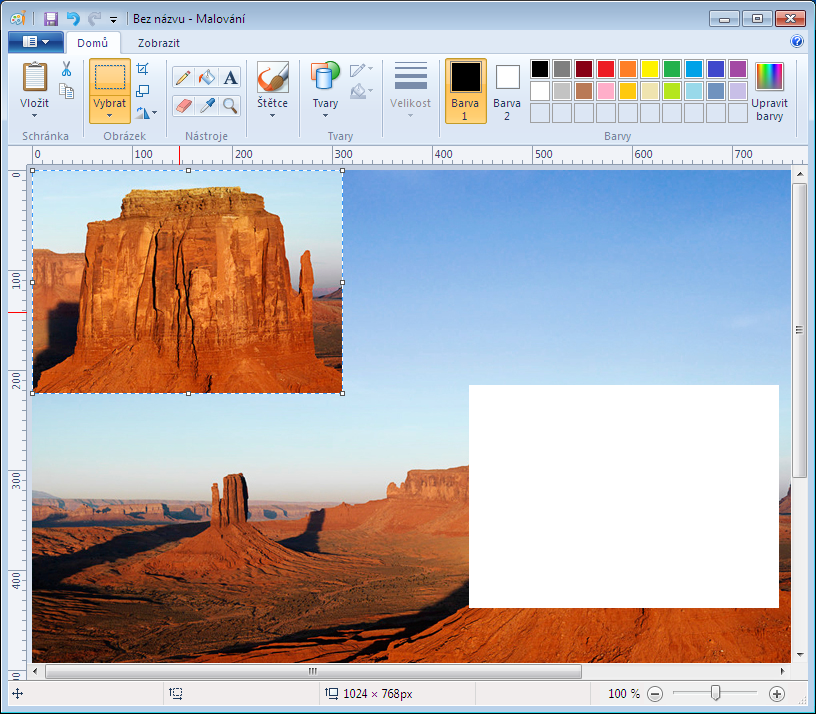 Bez názvu - Malování
Domů Zobrazit
Vložit Vybrat A Štětce Tvary Velikost Barva 1 Barva 2 Upravit barvy
Schránka Obrázek Nástroje Tvary Barvy
0 100 200 300 400 500 600 700
0
100
200
300
400
1024 × 768px 100 %